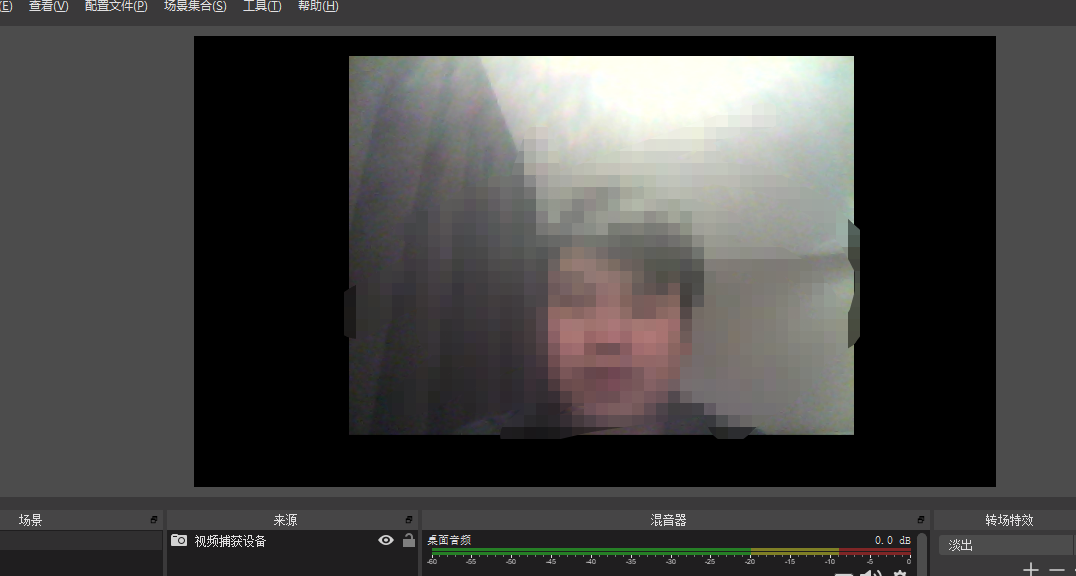 (E) 查看(V) 配置文件(P) 场景集合(S) 工具(T) 帮助(H)
场景 来源 混音器 转场特效
视频捕获设备 桌面音频 0.0 dB 淡出
-60 -55 -50 -45 -40 -35 -30 -25 -20 -15 -10 -5 0